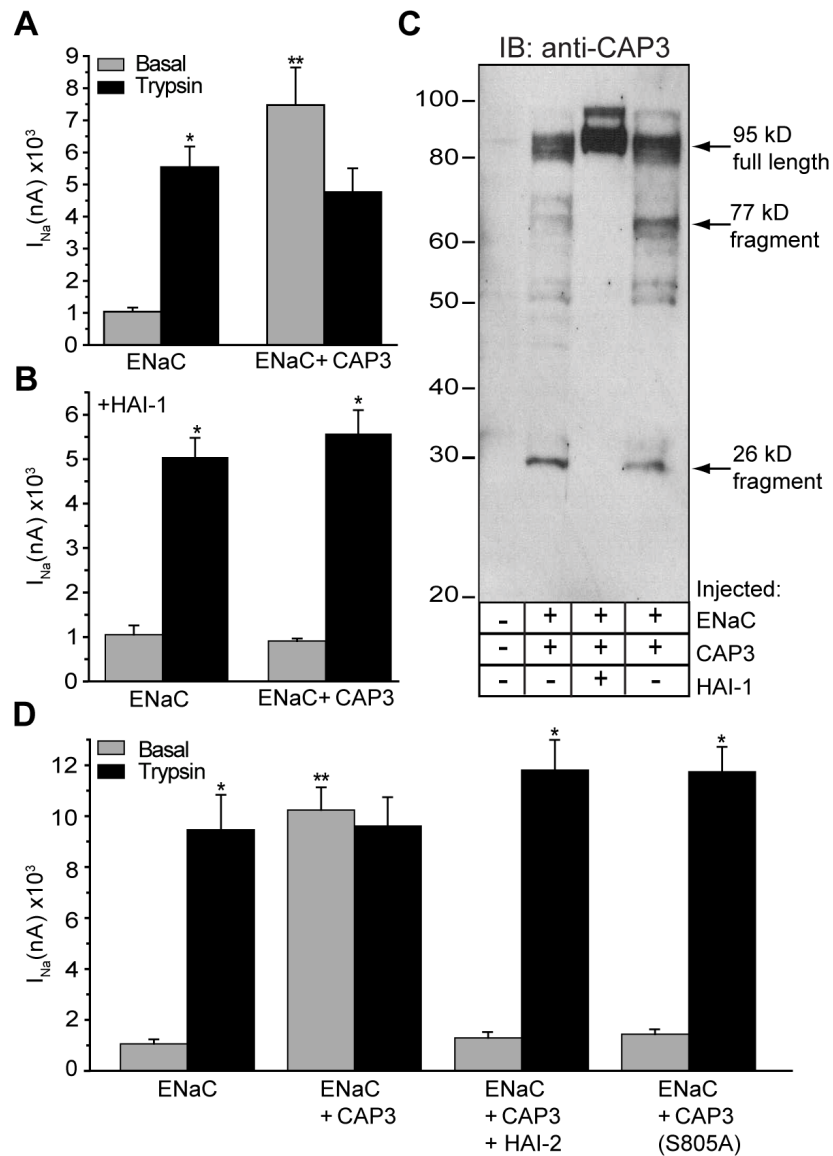 A
Basal
Trypsin
I_Na(nA) x10³
9
8
7
6
5
4
3
2
1
0
*
**
ENaC
ENaC+ CAP3
B
+HAI-1
I_Na(nA) x10³
6
5
4
3
2
1
0
*
*
ENaC
ENaC+ CAP3
C
IB: anti-CAP3
100
80
60
50
40
30
20
95 kD
full length
77 kD
fragment
26 kD
fragment
Injected:
- + + + ENaC
- + + + CAP3
- - + - HAI-1
D
Basal
Trypsin
I_Na(nA) x10³
12
10
8
6
4
2
0
*
**
*
*
ENaC
ENaC
+ CAP3
ENaC
+ CAP3
+ HAI-2
ENaC
+ CAP3
(S805A)